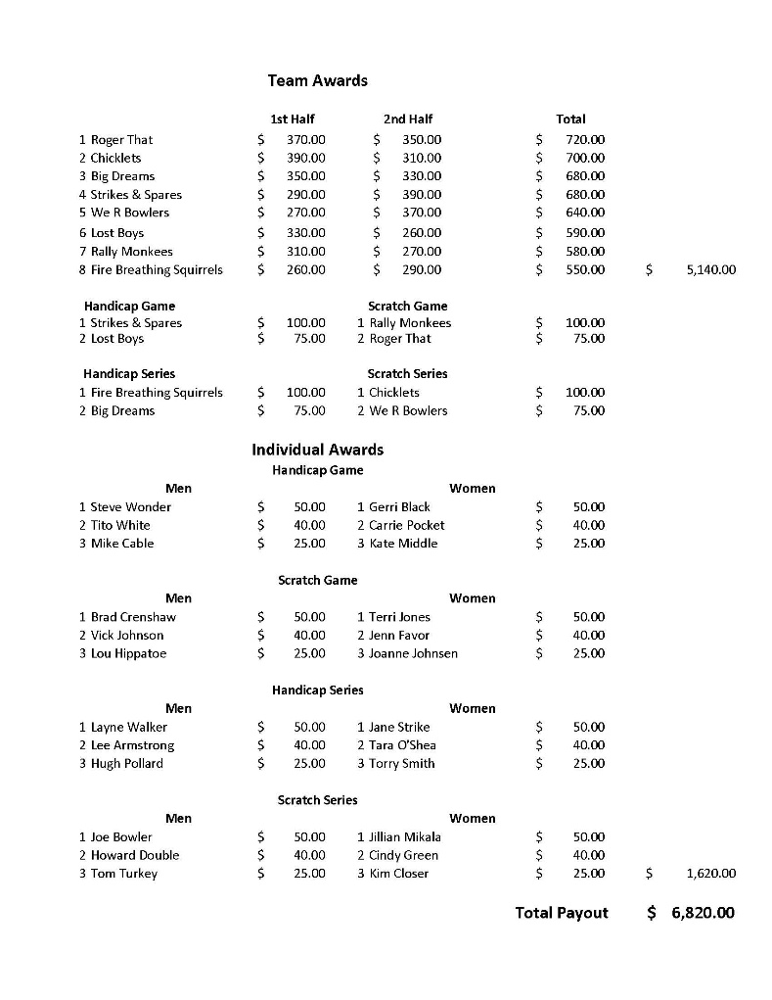 Team Awards
1st Half 2nd Half Total
1 Roger That $ 370.00 $ 350.00 $ 720.00
2 Chicklets $ 390.00 $ 310.00 $ 700.00
3 Big Dreams $ 350.00 $ 330.00 $ 680.00
4 Strikes & Spares $ 290.00 $ 390.00 $ 680.00
5 We R Bowlers $ 270.00 $ 370.00 $ 640.00
6 Lost Boys $ 330.00 $ 260.00 $ 590.00
7 Rally Monkees $ 310.00 $ 270.00 $ 580.00
8 Fire Breathing Squirrels $ 260.00 $ 290.00 $ 550.00 $ 5,140.00
Handicap Game Scratch Game
1 Strikes & Spares $ 100.00 1 Rally Monkees $ 100.00
2 Lost Boys $ 75.00 2 Roger That $ 75.00
Handicap Series Scratch Series
1 Fire Breathing Squirrels $ 100.00 1 Chicklets $ 100.00
2 Big Dreams $ 75.00 2 We R Bowlers $ 75.00
Individual Awards
Handicap Game
Men Women
1 Steve Wonder $ 50.00 1 Gerri Black $ 50.00
2 Tito White $ 40.00 2 Carrie Pocket $ 40.00
3 Mike Cable $ 25.00 3 Kate Middle $ 25.00
Scratch Game
Men Women
1 Brad Crenshaw $ 50.00 1 Terri Jones $ 50.00
2 Vick Johnson $ 40.00 2 Jenn Favor $ 40.00
3 Lou Hippatoe $ 25.00 3 Joanne Johnsen $ 25.00
Handicap Series
Men Women
1 Layne Walker $ 50.00 1 Jane Strike $ 50.00
2 Lee Armstrong $ 40.00 2 Tara O'Shea $ 40.00
3 Hugh Pollard $ 25.00 3 Torry Smith $ 25.00
Scratch Series
Men Women
1 Joe Bowler $ 50.00 1 Jillian Mikala $ 50.00
2 Howard Double $ 40.00 2 Cindy Green $ 40.00
3 Tom Turkey $ 25.00 3 Kim Closer $ 25.00 $ 1,620.00
Total Payout $ 6,820.00